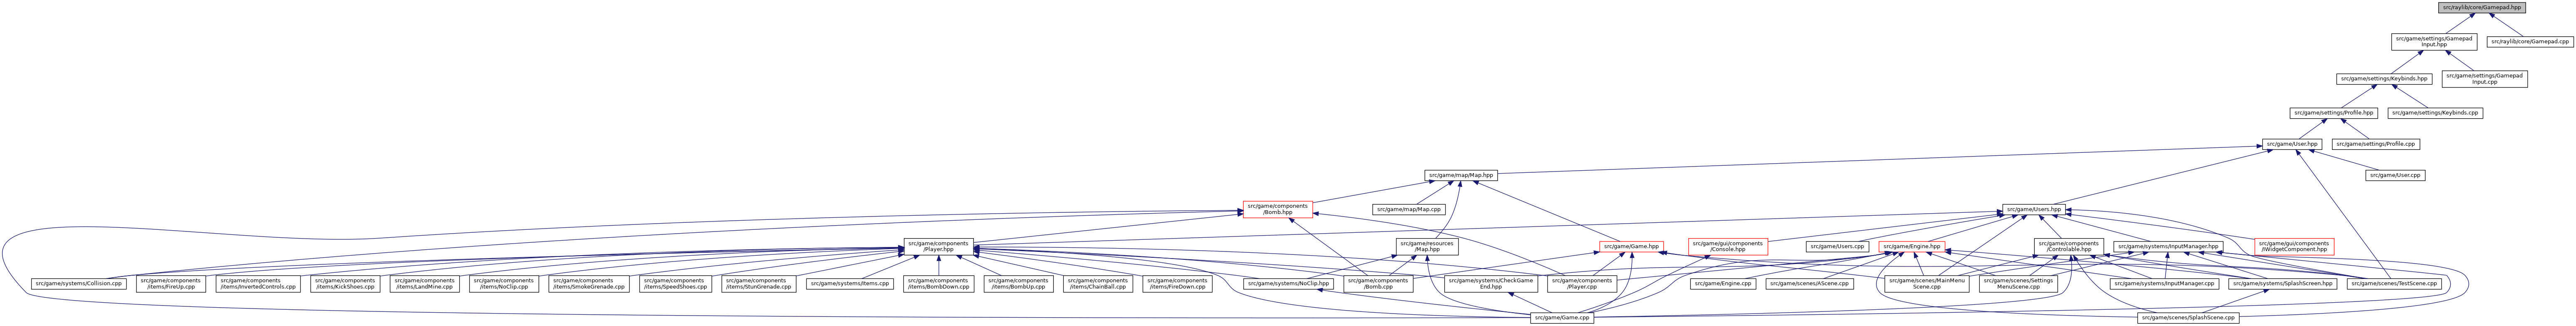 src/raylib/core/Gamepad.hpp
src/game/settings/Gamepad
Input.hpp
src/raylib/core/Gamepad.cpp
src/game/settings/Keybinds.hpp
src/game/settings/Gamepad
Input.cpp
src/game/settings/Profile.hpp
src/game/settings/Keybinds.cpp
src/game/User.hpp
src/game/settings/Profile.cpp
src/game/map/Map.hpp
src/game/User.cpp
src/game/components
/Bomb.hpp
src/game/map/Map.cpp
src/game/Users.hpp
src/game/components
/Player.hpp
src/game/resources
/Map.hpp
src/game/Game.hpp
src/game/gui/components
/Console.hpp
src/game/Users.cpp
src/game/Engine.hpp
src/game/components
/Controlable.hpp
src/game/systems/InputManager.hpp
src/game/gui/components
/IWidgetComponent.hpp
src/game/systems/Collision.cpp
src/game/components
/items/FireUp.cpp
src/game/components
/items/InvertedControls.cpp
src/game/components
/items/KickShoes.cpp
src/game/components
/items/LandMine.cpp
src/game/components
/items/NoClip.cpp
src/game/components
/items/SmokeGrenade.cpp
src/game/components
/items/SpeedShoes.cpp
src/game/components
/items/StunGrenade.cpp
src/game/systems/Items.cpp
src/game/components
/items/BombDown.cpp
src/game/components
/items/BombUp.cpp
src/game/components
/items/ChainBall.cpp
src/game/components
/items/FireDown.cpp
src/game/systems/NoClip.hpp
src/game/components
/Bomb.cpp
src/game/systems/CheckGame
End.hpp
src/game/components
/Player.cpp
src/game/Engine.cpp
src/game/scenes/AScene.cpp
src/game/scenes/MainMenu
Scene.cpp
src/game/scenes/Settings
MenuScene.cpp
src/game/systems/InputManager.cpp
src/game/systems/SplashScreen.hpp
src/game/scenes/TestScene.cpp
src/game/Game.cpp
src/game/scenes/SplashScene.cpp